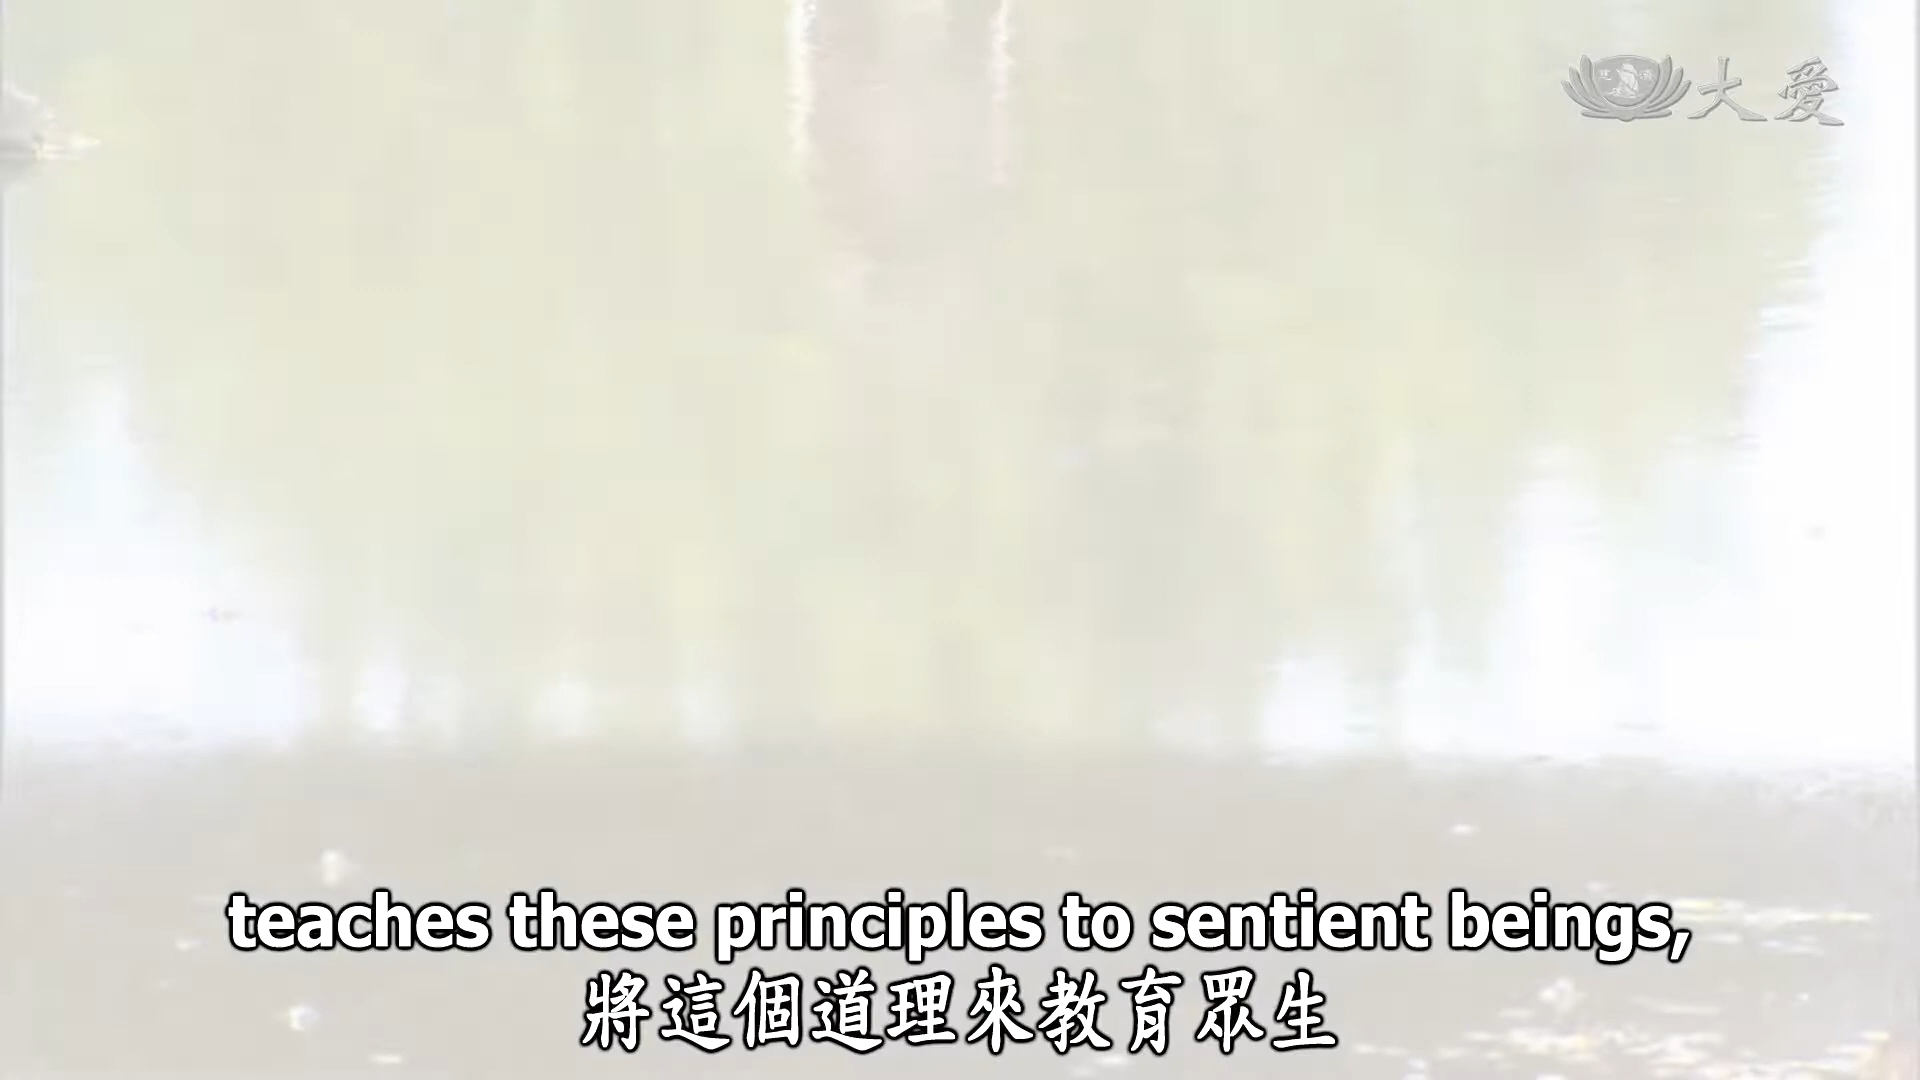 大愛
teaches these principles to sentient beings,
將這個道理來教育眾生